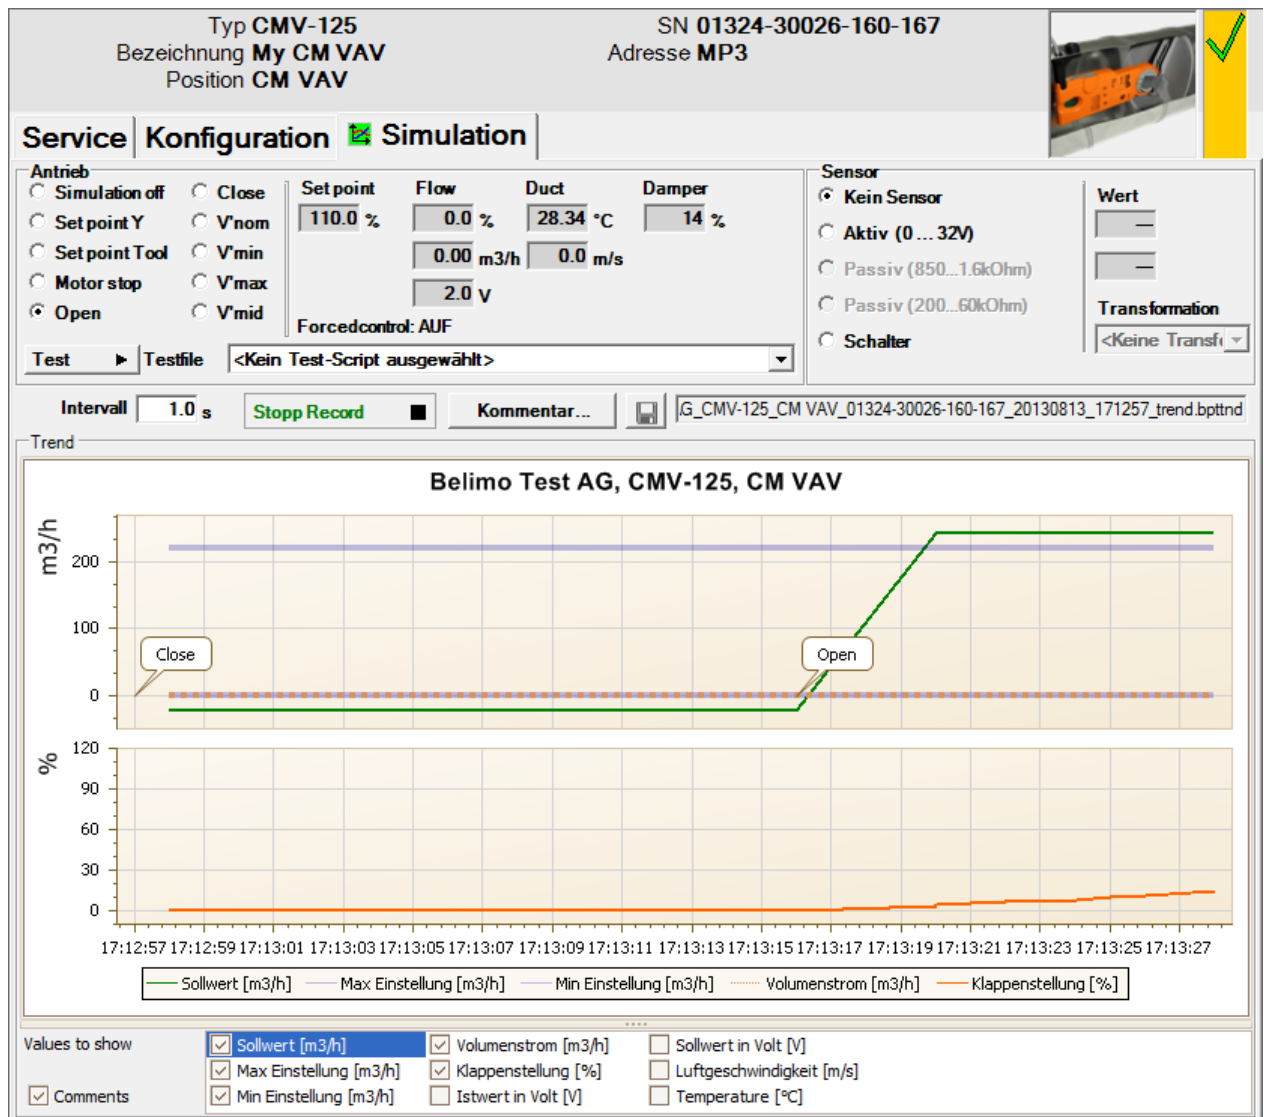 Typ CMV-125 SN 01324-30026-160-167
Bezeichnung My CM VAV Adresse MP3
Position CM VAV
Service Konfiguration Simulation
Antrieb
Simulation off Close
Set point Y V'nom
Set point Tool V'min
Motor stop V'max
Open V'mid
Set point Flow Duct Damper
110.0 % 0.0 % 28.34 °C 14 %
0.00 m3/h 0.0 m/s
2.0 V
Forcedcontrol: AUF
Test Testfile <Kein Test-Script ausgewählt>
Sensor
Kein Sensor
Aktiv (0 ... 32V)
Passiv (850...1.6kOhm)
Passiv (200...60kOhm)
Schalter
Wert
—
—
Transformation
<Keine Transf
Intervall 1.0 s Stopp Record Kommentar... G_CMV-125_CM VAV_01324-30026-160-167_20130813_171257_trend.bpttnd
Trend
Belimo Test AG, CMV-125, CM VAV
m3/h
200
100
0
Close
Open
%
120
90
60
30
0
17:12:57 17:12:59 17:13:01 17:13:03 17:13:05 17:13:07 17:13:09 17:13:11 17:13:13 17:13:15 17:13:17 17:13:19 17:13:21 17:13:23 17:13:25 17:13:27
Sollwert [m3/h] Max Einstellung [m3/h] Min Einstellung [m3/h] Volumenstrom [m3/h] Klappenstellung [%]
Values to show
Comments
Sollwert [m3/h] Volumenstrom [m3/h] Sollwert in Volt [V]
Max Einstellung [m3/h] Klappenstellung [%] Luftgeschwindigkeit [m/s]
Min Einstellung [m3/h] Istwert in Volt [V] Temperature [°C]